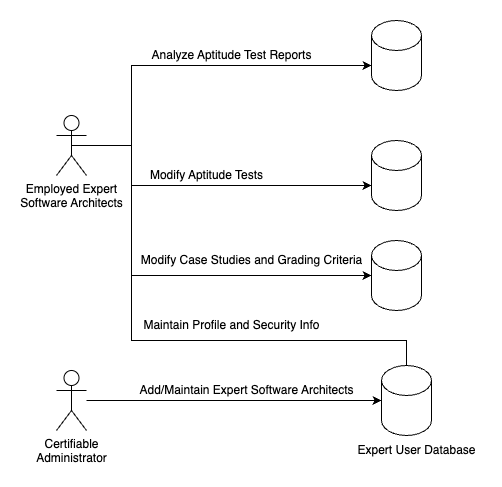 Analyze Aptitude Test Reports
Employed Expert
Software Architects
Modify Aptitude Tests
Modify Case Studies and Grading Criteria
Maintain Profile and Security Info
Add/Maintain Expert Software Architects
Certifiable
Administrator
Expert User Database